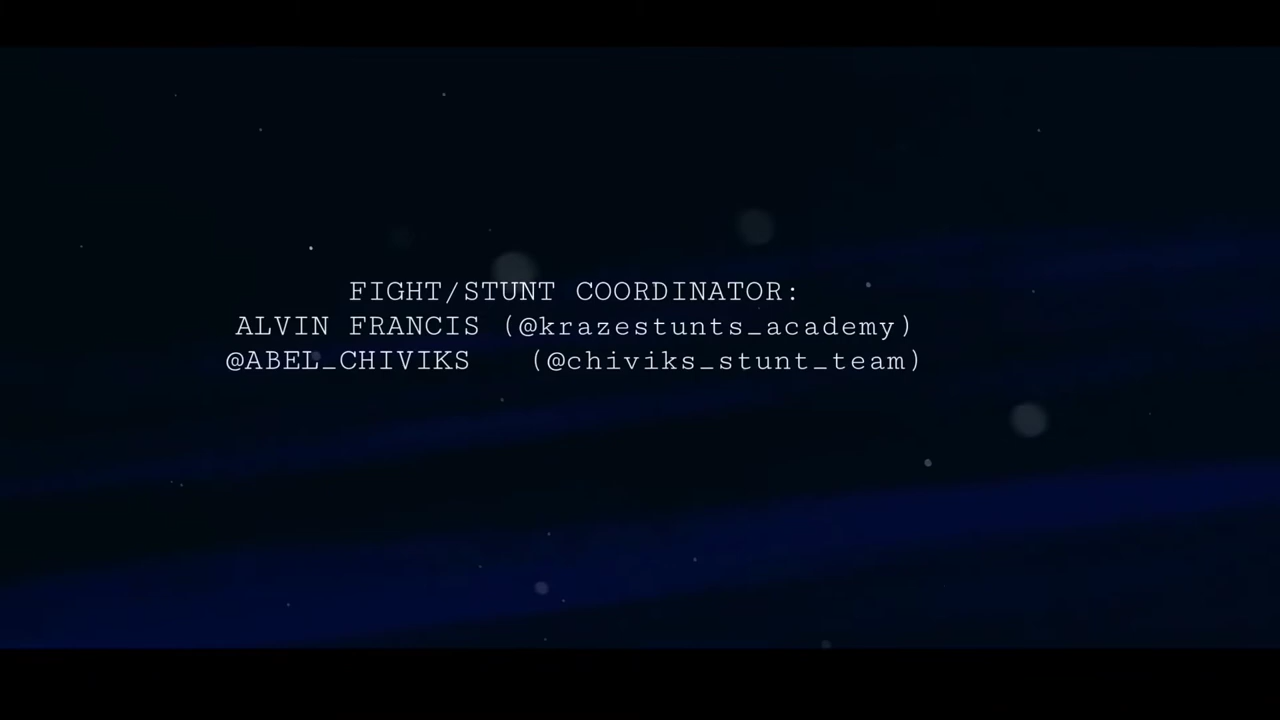 FIGHT/STUNT COORDINATOR:
ALVIN FRANCIS (@krazestunts_academy)
@ABEL_CHIVIKS (@chiviks_stunt_team)